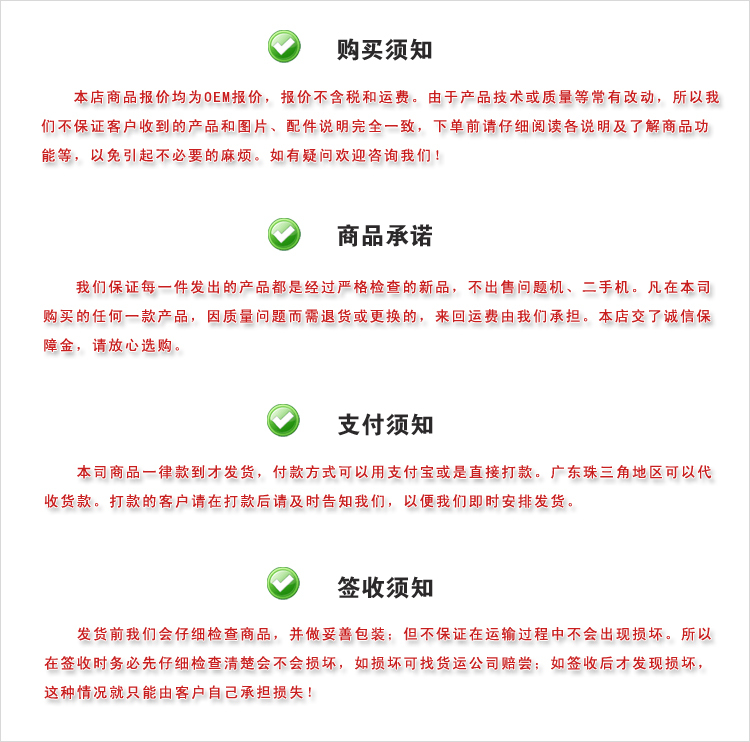 购买须知
本店商品报价均为OEM报价，报价不含税和运费。由于产品技术或质量等常有改动，所以我
们不保证客户收到的产品和图片、配件说明完全一致，下单前请仔细阅读各说明及了解商品功
能等，以免引起不必要的麻烦。如有疑问欢迎咨询我们！
商品承诺
我们保证每一件发出的产品都是经过严格检查的新品，不出售问题机、二手机。凡在本司
购买的任何一款产品，因质量问题而需退货或更换的，来回运费由我们承担。本店交了诚信保
障金，请放心选购。
支付须知
本司商品一律款到才发货，付款方式可以用支付宝或是直接打款。广东珠三角地区可以代
收货款。打款的客户请在打款后请及时告知我们，以便我们即时安排发货。
签收须知
发货前我们会仔细检查商品，并做妥善包装；但不保证在运输过程中不会出现损坏。所以
在签收时务必先仔细检查清楚会不会损坏，如损坏可找货运公司赔尝；如签收后才发现损坏，
这种情况就只能由客户自己承担损失！